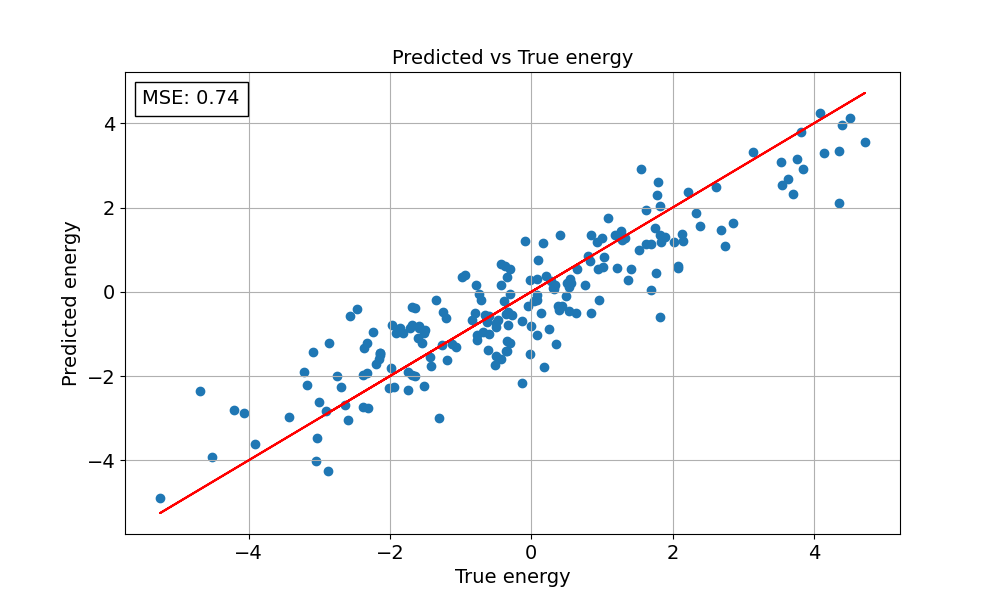 Predicted vs True energy
MSE: 0.74
Predicted energy
4
2
0
−2
−4
−4 −2 0 2 4
True energy